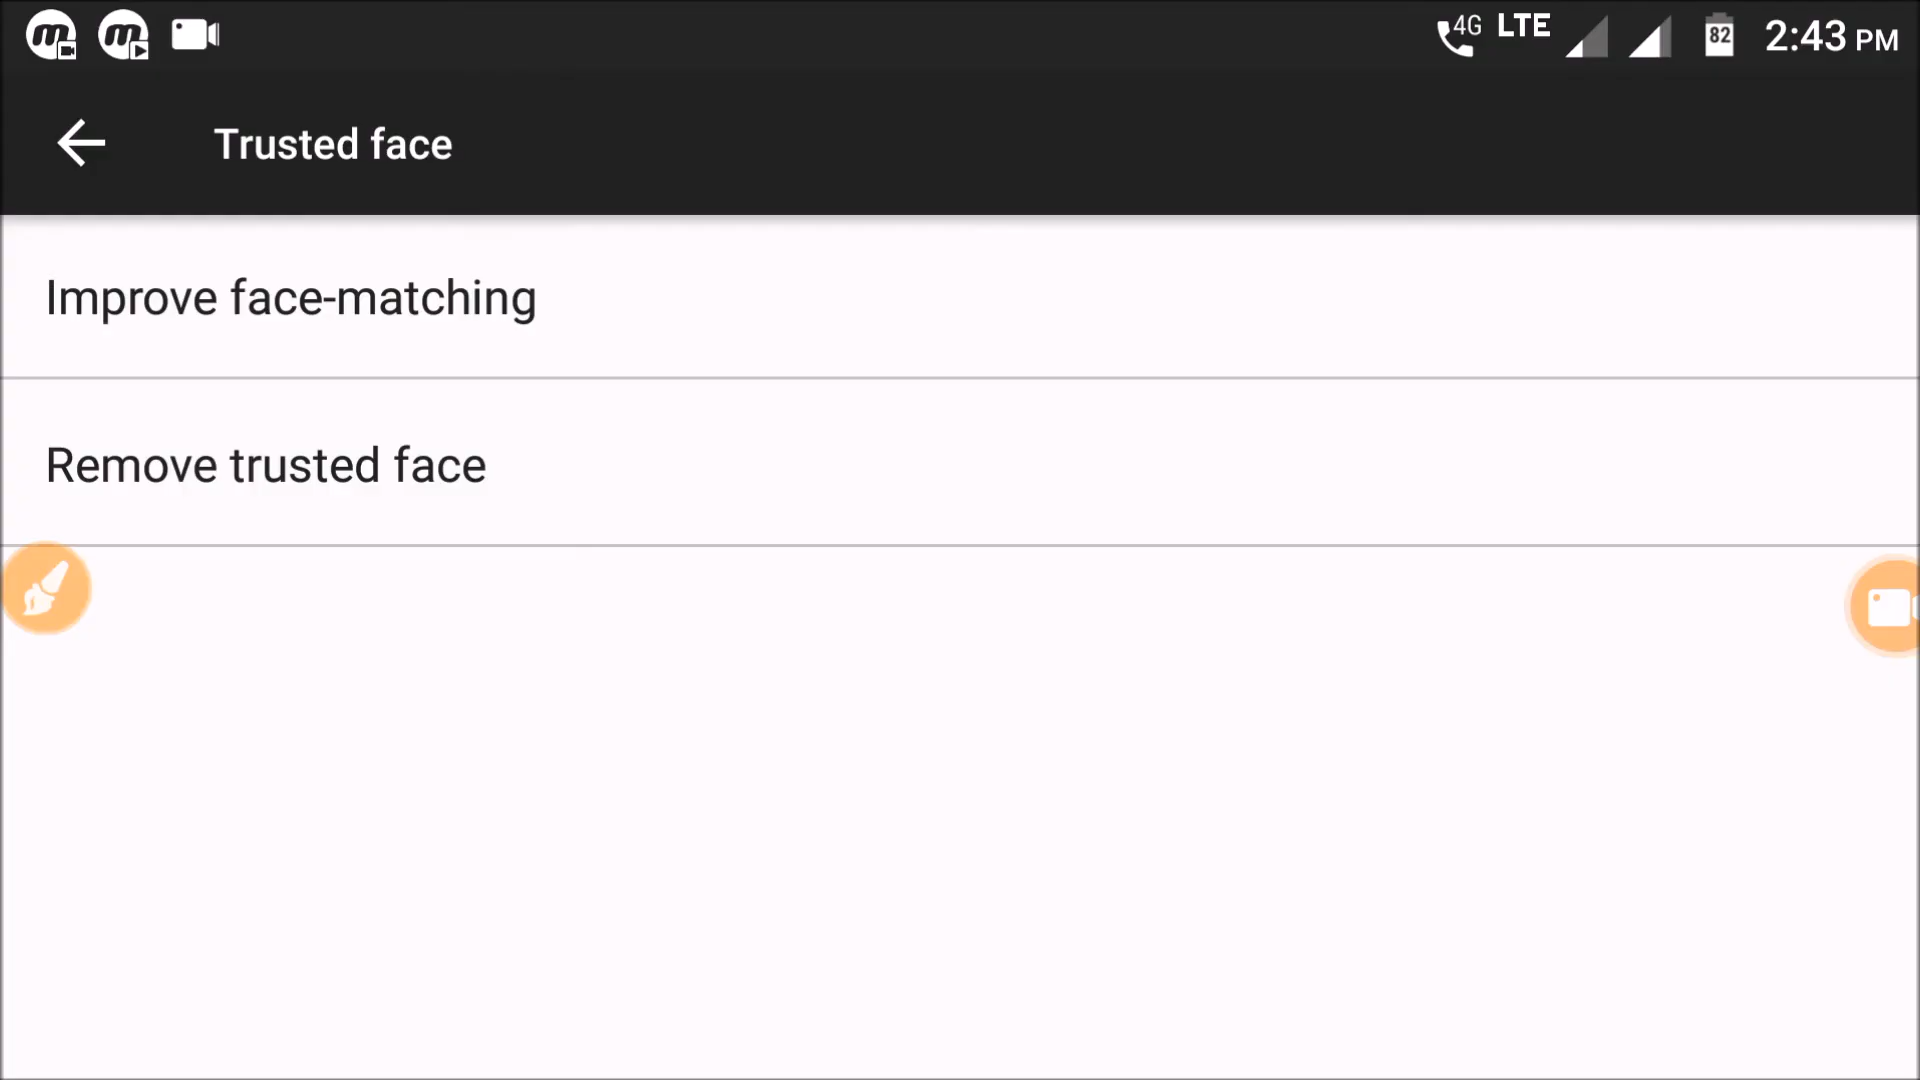 4G LTE 82 2:43 PM
Trusted face
Improve face-matching
Remove trusted face